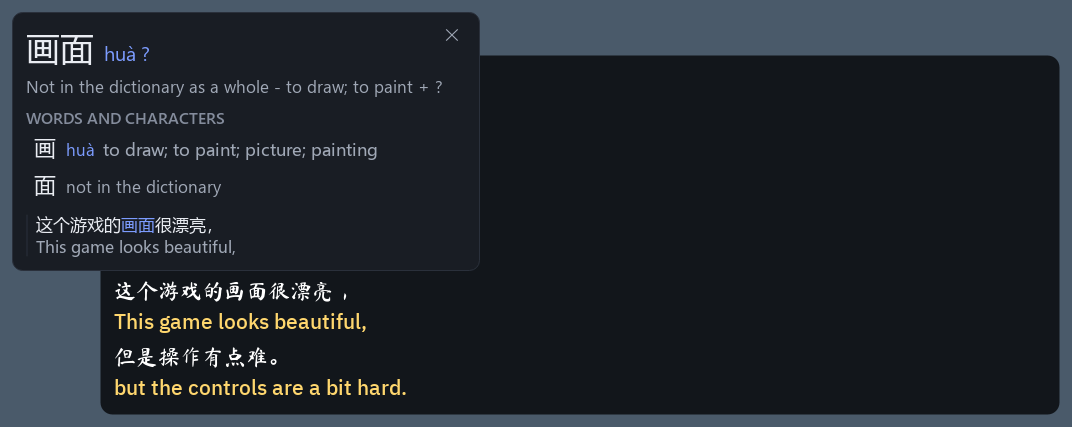 画面 huà ?
Not in the dictionary as a whole - to draw; to paint + ?
WORDS AND CHARACTERS
画 huà to draw; to paint; picture; painting
面 not in the dictionary
这个游戏的画面很漂亮，
This game looks beautiful,
这个游戏的画面很漂亮，
This game looks beautiful,
但是操作有点难。
but the controls are a bit hard.